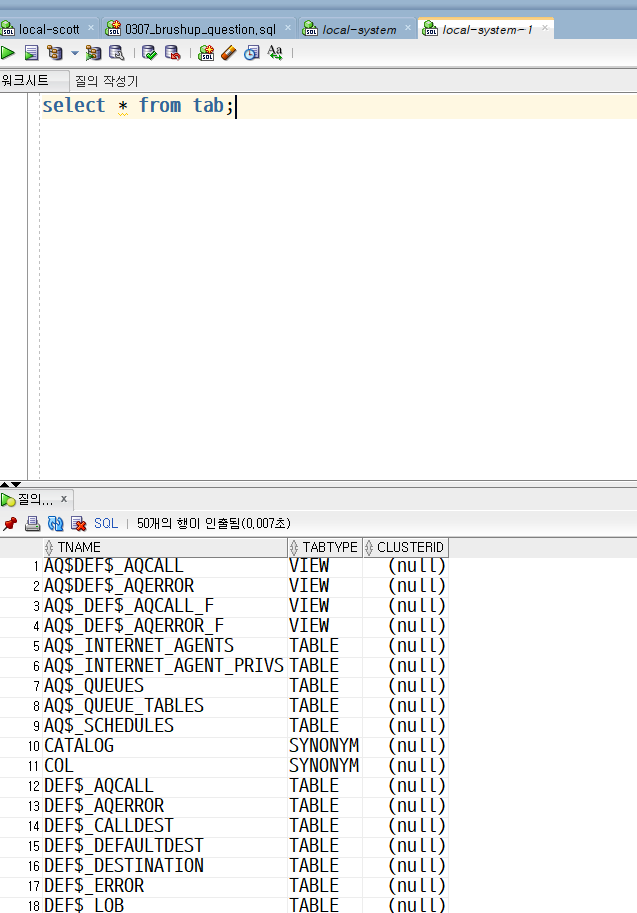 local-scott 0307_brushup_question.sql local-system local-system~1
워크시트 질의 작성기
select * from tab;
질의... x
SQL | 50개의 행이 인출됨(0,007초)
TNAME TABTYPE CLUSTERID
1 AQ$DEF$_AQCALL VIEW (null)
2 AQ$DEF$_AQERROR VIEW (null)
3 AQ$_DEF$_AQCALL_F VIEW (null)
4 AQ$_DEF$_AQERROR_F VIEW (null)
5 AQ$_INTERNET_AGENTS TABLE (null)
6 AQ$_INTERNET_AGENT_PRIVS TABLE (null)
7 AQ$_QUEUES TABLE (null)
8 AQ$_QUEUE_TABLES TABLE (null)
9 AQ$_SCHEDULES TABLE (null)
10 CATALOG SYNONYM (null)
11 COL SYNONYM (null)
12 DEF$_AQCALL TABLE (null)
13 DEF$_AQERROR TABLE (null)
14 DEF$_CALLDEST TABLE (null)
15 DEF$_DEFAULTDEST TABLE (null)
16 DEF$_DESTINATION TABLE (null)
17 DEF$_ERROR TABLE (null)
18 DEF$_LOB TABLE (null)